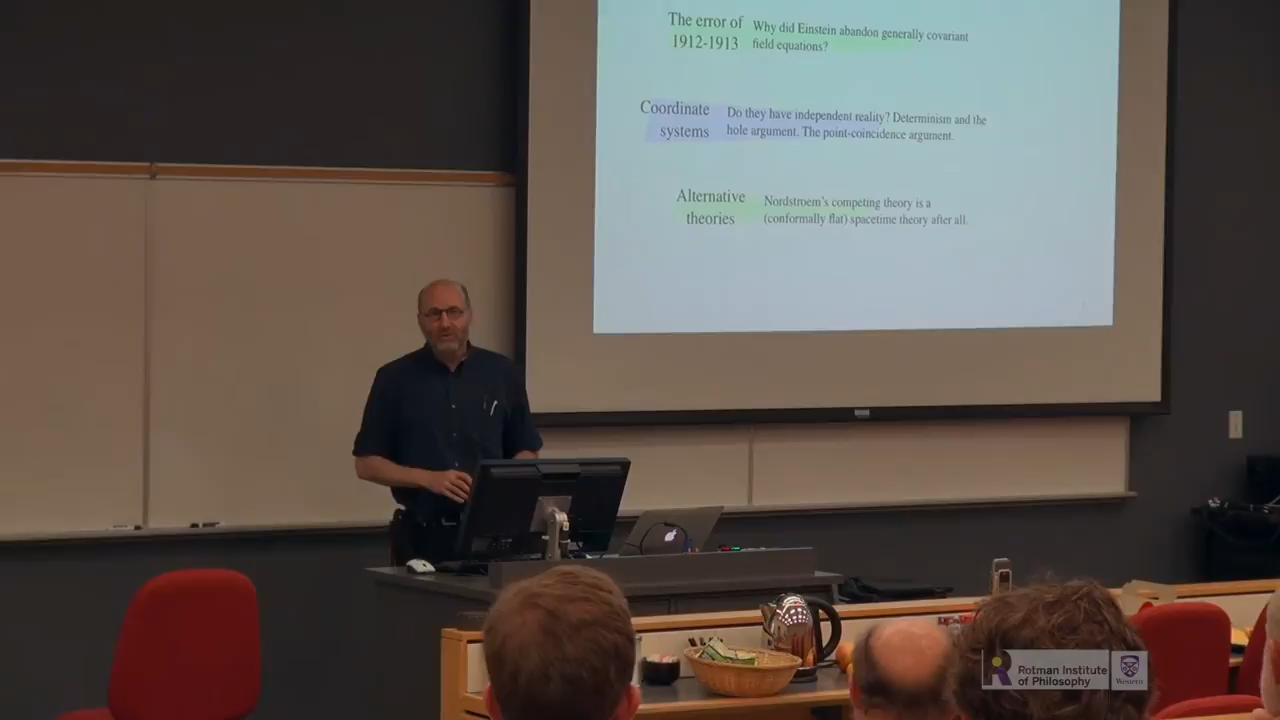 The error of
1912-1913
Why did Einstein abandon generally covariant
field equations?
Coordinate
systems
Do they have independent reality? Determinism and the
hole argument. The point-coincidence argument.
Alternative
theories
Nordstroem's competing theory is a
(conformally flat) spacetime theory after all.
Rotman Institute
of Philosophy
Western